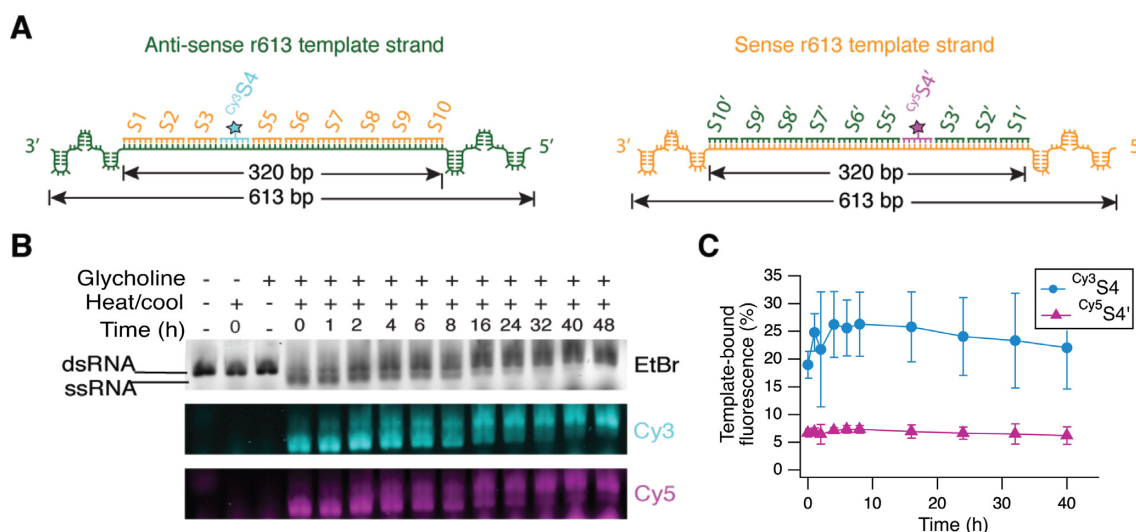 A
Anti-sense r613 template strand
Sense r613 template strand
S1 S2 S3 Cy3S4 S5 S6 S7 S8 S9 S10
S10' S9' S8' S7' S6' S5' Cy5S4' S3' S2' S1'
3' 5'
3' 5'
320 bp
320 bp
613 bp
613 bp
B
Glycholine - - + + + + + + + + + + + +
Heat/cool - + - + + + + + + + + + + +
Time (h) - 0 - 0 1 2 4 6 8 16 24 32 40 48
dsRNA
ssRNA
EtBr
Cy3
Cy5
C
Template-bound
fluorescence (%)
35
30
25
20
15
10
5
0
Cy3S4
Cy5S4'
0 10 20 30 40
Time (h)